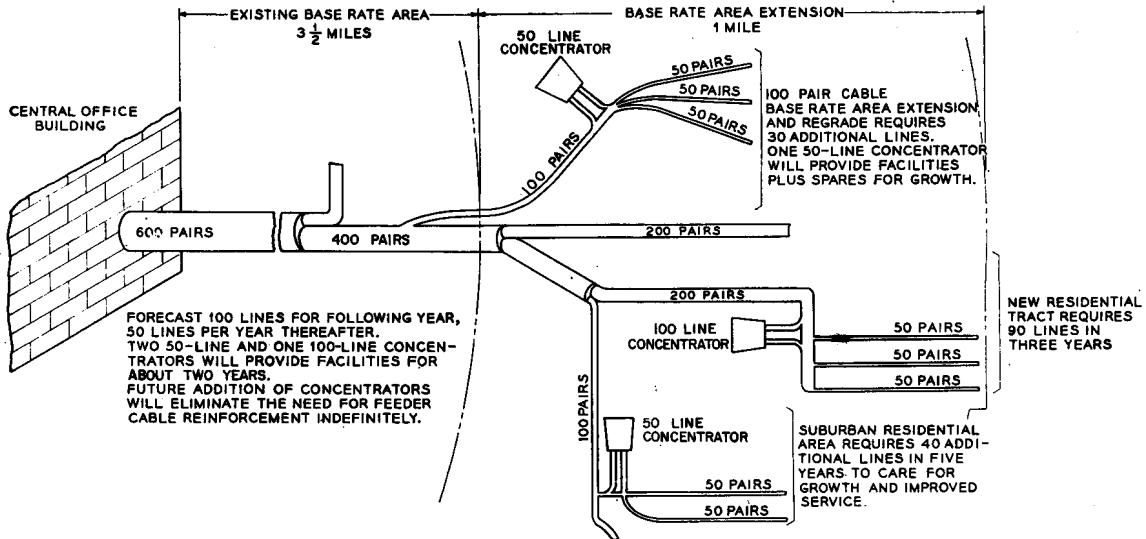 EXISTING BASE RATE AREA
3 1/2 MILES
BASE RATE AREA EXTENSION
1 MILE
50 LINE
CONCENTRATOR
50 PAIRS
50 PAIRS
50 PAIRS
100 PAIRS
100 PAIR CABLE
BASE RATE AREA EXTENSION
AND REGRADE REQUIRES
30 ADDITIONAL LINES.
ONE 50-LINE CONCENTRATOR
WILL PROVIDE FACILITIES
PLUS SPARES FOR GROWTH.
CENTRAL OFFICE
BUILDING
600 PAIRS
400 PAIRS
200 PAIRS
200 PAIRS
100 LINE
CONCENTRATOR
50 PAIRS
50 PAIRS
50 PAIRS
NEW RESIDENTIAL
TRACT REQUIRES
90 LINES IN
THREE YEARS
FORECAST 100 LINES FOR FOLLOWING YEAR,
50 LINES PER YEAR THEREAFTER.
TWO 50-LINE AND ONE 100-LINE CONCEN-
TRATORS WILL PROVIDE FACILITIES FOR
ABOUT TWO YEARS.
FUTURE ADDITION OF CONCENTRATORS
WILL ELIMINATE THE NEED FOR FEEDER
CABLE REINFORCEMENT INDEFINITELY.
100 PAIRS
50 LINE
CONCENTRATOR
50 PAIRS
50 PAIRS
SUBURBAN RESIDENTIAL
AREA REQUIRES 40 ADDI-
TIONAL LINES IN FIVE
YEARS TO CARE FOR
GROWTH AND IMPROVED
SERVICE.